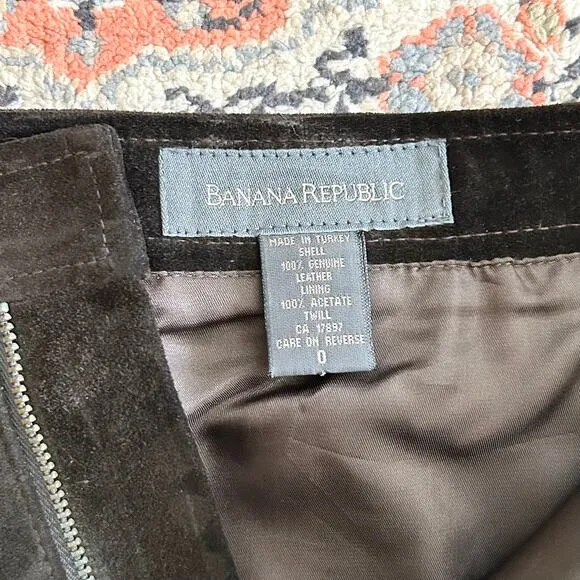 BANANA REPUBLIC
MADE IN TURKEY
SHELL
100% GENUINE
LEATHER
LINING
100% ACETATE
TWILL
CA 17897
CARE ON REVERSE
0